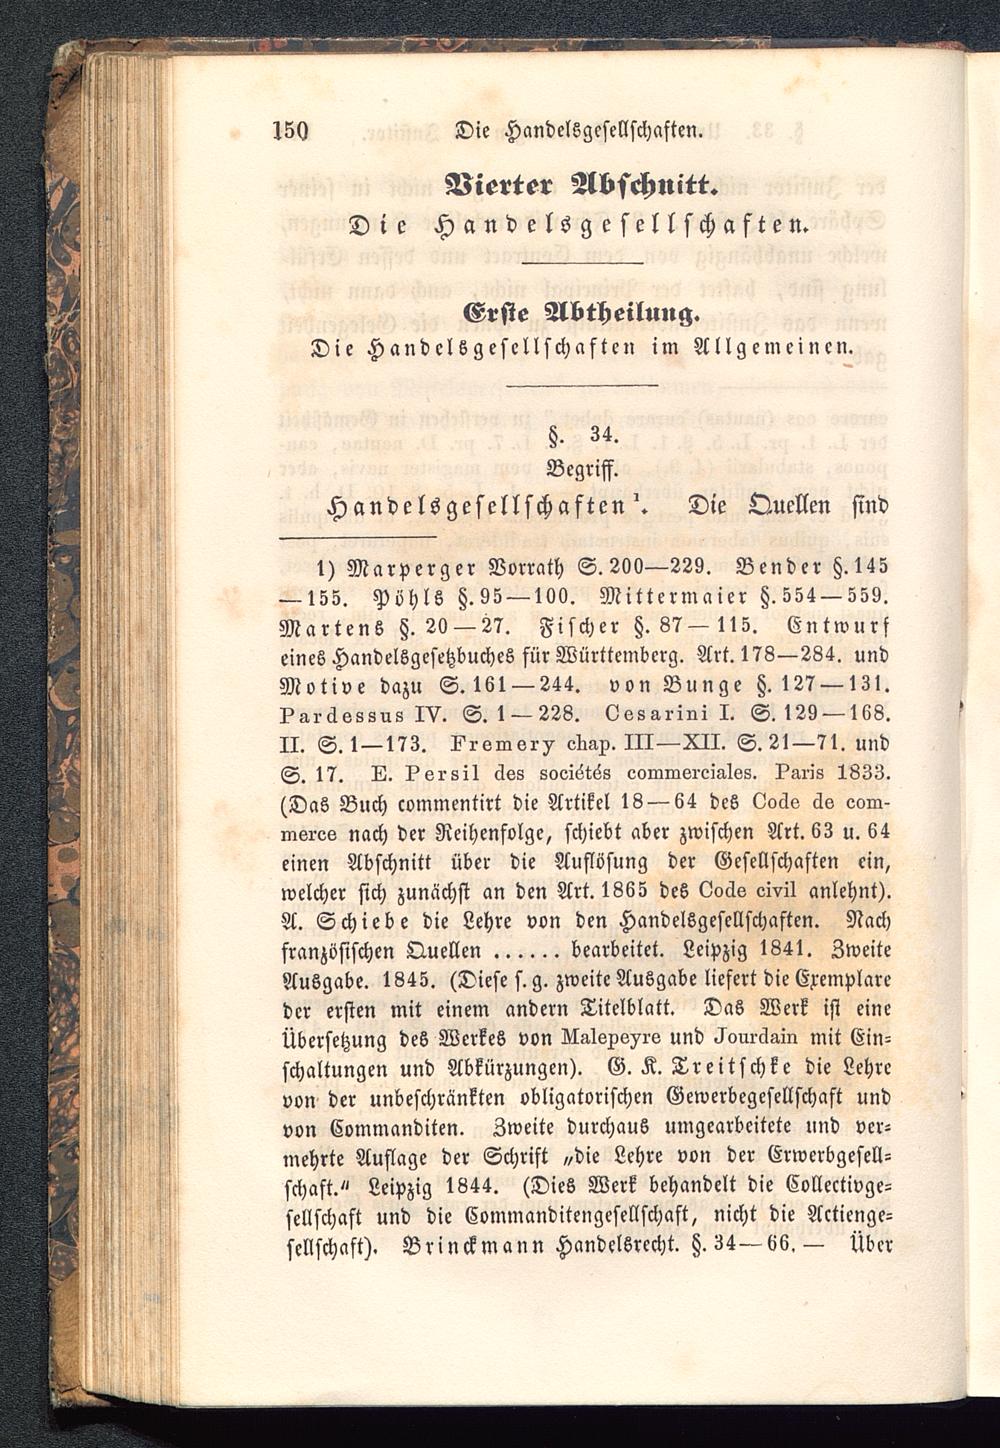 150 Die Handelsgesellschaften.
Vierter Abschnitt.
Die Handelsgesellschaften.
Erste Abtheilung.
Die Handelsgesellschaften im Allgemeinen.
§. 34.
Begriff.
Handelsgesellschaften ¹. Die Quellen sind
1) Marperger Vorrath S. 200—229. Bender §. 145
—155. Pöhls §. 95—100. Mittermaier §. 554—559.
Martens §. 20—27. Fischer §. 87—115. Entwurf
eines Handelsgesetzbuches für Württemberg. Art. 178—284. und
Motive dazu S. 161—244. von Bunge §. 127—131.
Pardessus IV. S. 1—228. Cesarini I. S. 129—168.
II. S. 1—173. Fremery chap. III—XII. S. 21—71. und
S. 17. E. Persil des sociétés commerciales. Paris 1833.
(Das Buch commentirt die Artikel 18—64 des Code de com-
merce nach der Reihenfolge, schiebt aber zwischen Art. 63 u. 64
einen Abschnitt über die Auflösung der Gesellschaften ein,
welcher sich zunächst an den Art. 1865 des Code civil anlehnt).
A. Schiebe die Lehre von den Handelsgesellschaften. Nach
französischen Quellen ...... bearbeitet. Leipzig 1841. Zweite
Ausgabe. 1845. (Diese s. g. zweite Ausgabe liefert die Exemplare
der ersten mit einem andern Titelblatt. Das Werk ist eine
Übersetzung des Werkes von Malepeyre und Jourdain mit Ein-
schaltungen und Abkürzungen). G. K. Treitschke die Lehre
von der unbeschränkten obligatorischen Gewerbegesellschaft und
von Commanditen. Zweite durchaus umgearbeitete und ver-
mehrte Auflage der Schrift „die Lehre von der Erwerbgesell-
schaft." Leipzig 1844. (Dies Werk behandelt die Collectivge-
sellschaft und die Commanditengesellschaft, nicht die Actienge-
sellschaft). Brinckmann Handelsrecht. §. 34—66. — Über